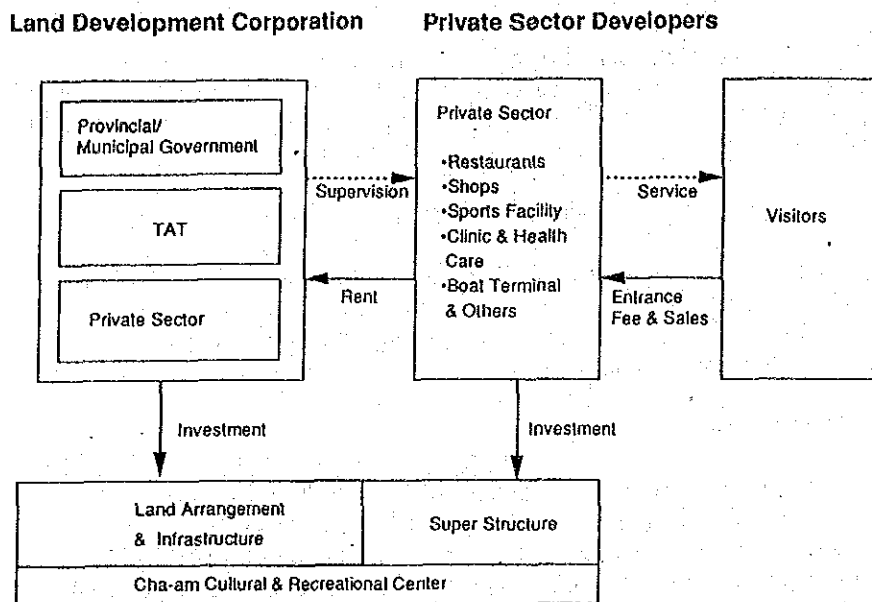 Land Development Corporation
Private Sector Developers
Provincial/
Municipal Government
TAT
Private Sector
Supervision
Rent
Private Sector
•Restaurants
•Shops
•Sports Facility
•Clinic & Health
Care
•Boat Terminal
& Others
Service
Entrance
Fee & Sales
Visitors
Investment
Investment
Land Arrangement
& Infrastructure
Super Structure
Cha-am Cultural & Recreational Center